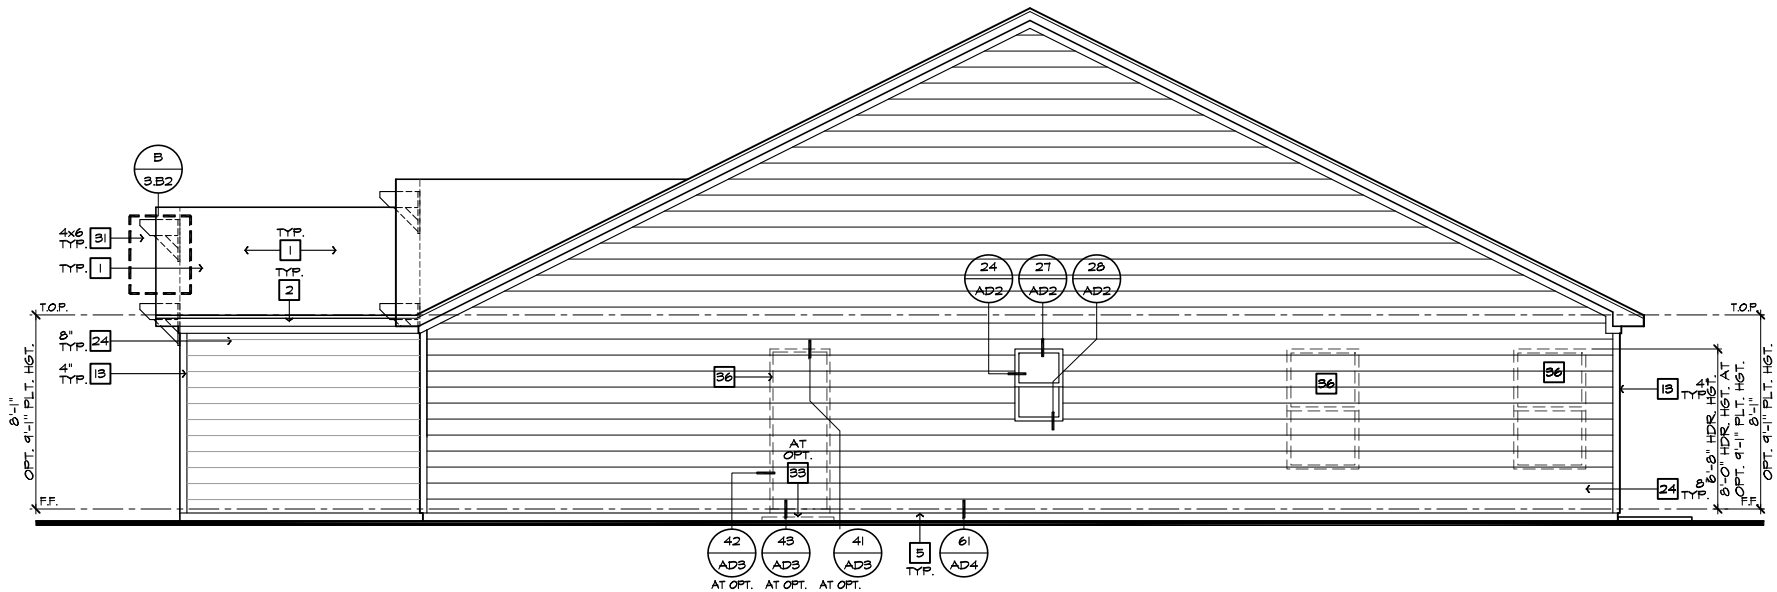 B
3.B2
4x6
TYP.
31
TYP.
1
TYP.
1
TYP.
2
24
AD2
27
AD2
28
AD2
T.O.P.
T.O.P.
8"
TYP.
24
4"
TYP.
13
8'-1"
OPT. 9'-1" PLT. HGT.
36
36
36
13
4"
TYP.
AT
OPT.
33
24
8"
TYP.
6'-8" HDR. HGT.
8'-0" HDR. HGT. AT
OPT. 9'-1" PLT. HGT.
8'-1"
OPT. 9'-1" PLT. HGT.
F.F.
F.F.
42
AD3
AT OPT.
43
AD3
AT OPT.
41
AD3
AT OPT.
5
TYP.
61
AD4